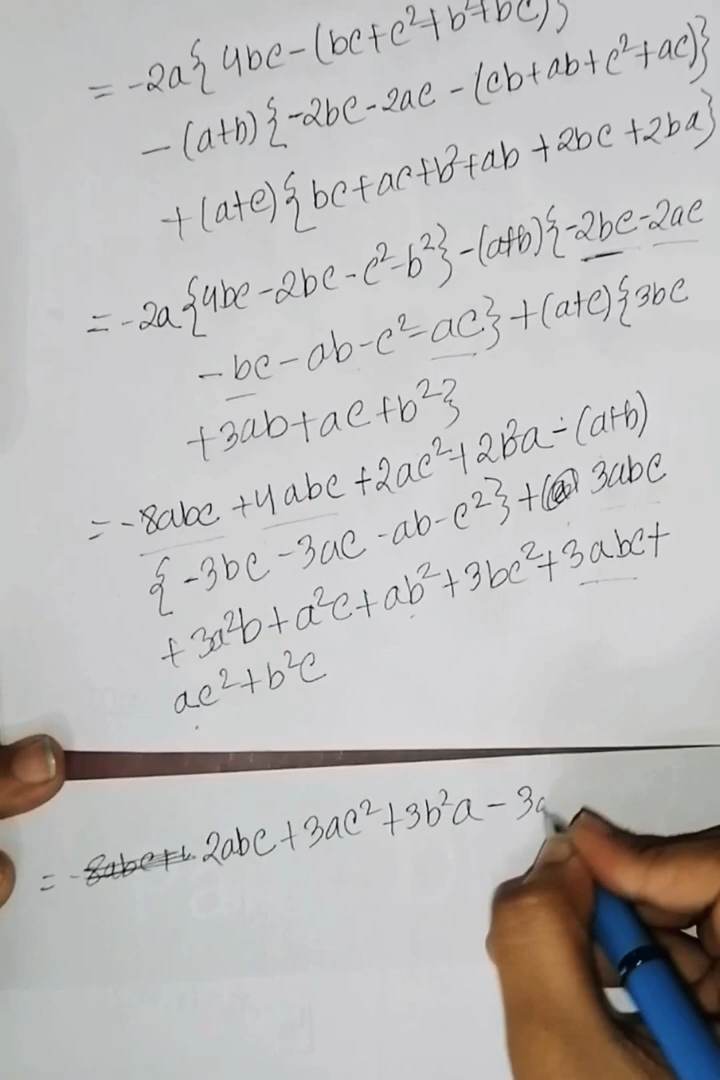 = -2a{4bc - (bc + c² + b² + bc)}
- (a+b){-2bc - 2ac - (cb + ab + c² + ac)}
+ (a+c){bc + ac + b² + ab + 2bc + 2ba}
= -2a{4bc - 2bc - c² - b²} - (a+b){-2bc - 2ac
- bc - ab - c² - ac} + (a+c){3bc
+ 3ab + ac + b²}
= -8abc + 4abc + 2ac² + 2B²a - (a+b)
{-3bc - 3ac - ab - c²} + 3abc
+ 3a²b + a²c + ab² + 3bc² + 3abc +
ac² + b²c
= 2abc + 3ac² + 3b²a - 3